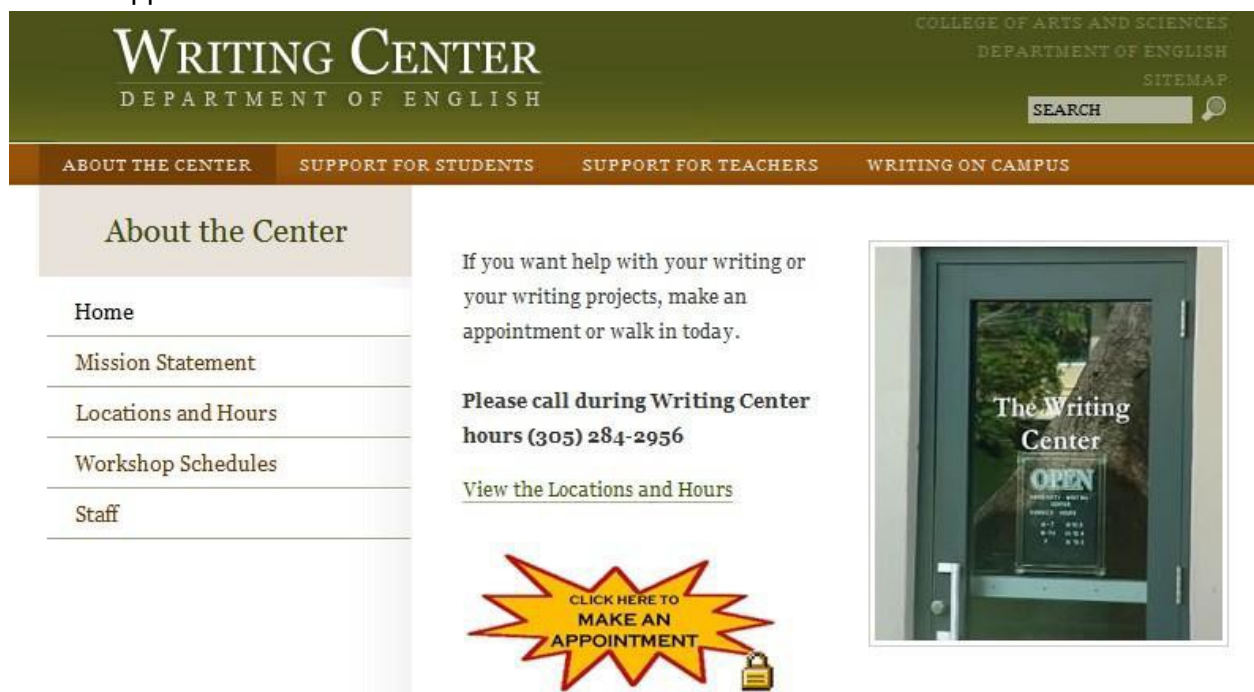 WRITING CENTER
DEPARTMENT OF ENGLISH
COLLEGE OF ARTS AND SCIENCES
DEPARTMENT OF ENGLISH
SITEMAP
SEARCH
ABOUT THE CENTER SUPPORT FOR STUDENTS SUPPORT FOR TEACHERS WRITING ON CAMPUS
About the Center
Home
Mission Statement
Locations and Hours
Workshop Schedules
Staff
If you want help with your writing or
your writing projects, make an
appointment or walk in today.
Please call during Writing Center
hours (305) 284-2956
View the Locations and Hours
CLICK HERE TO
MAKE AN
APPOINTMENT
The Writing
Center
OPEN